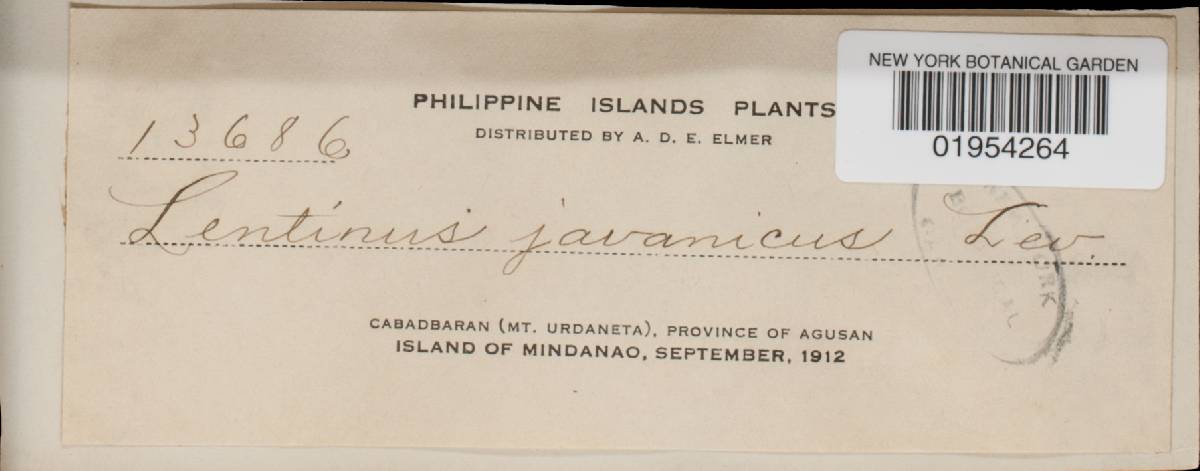 NEW YORK BOTANICAL GARDEN
01954264
PHILIPPINE ISLANDS PLANTS
DISTRIBUTED BY A. D. E. ELMER
13686
Lentinus javanicus Lev.
CABADBARAN (MT. URDANETA), PROVINCE OF AGUSAN
ISLAND OF MINDANAO, SEPTEMBER, 1912